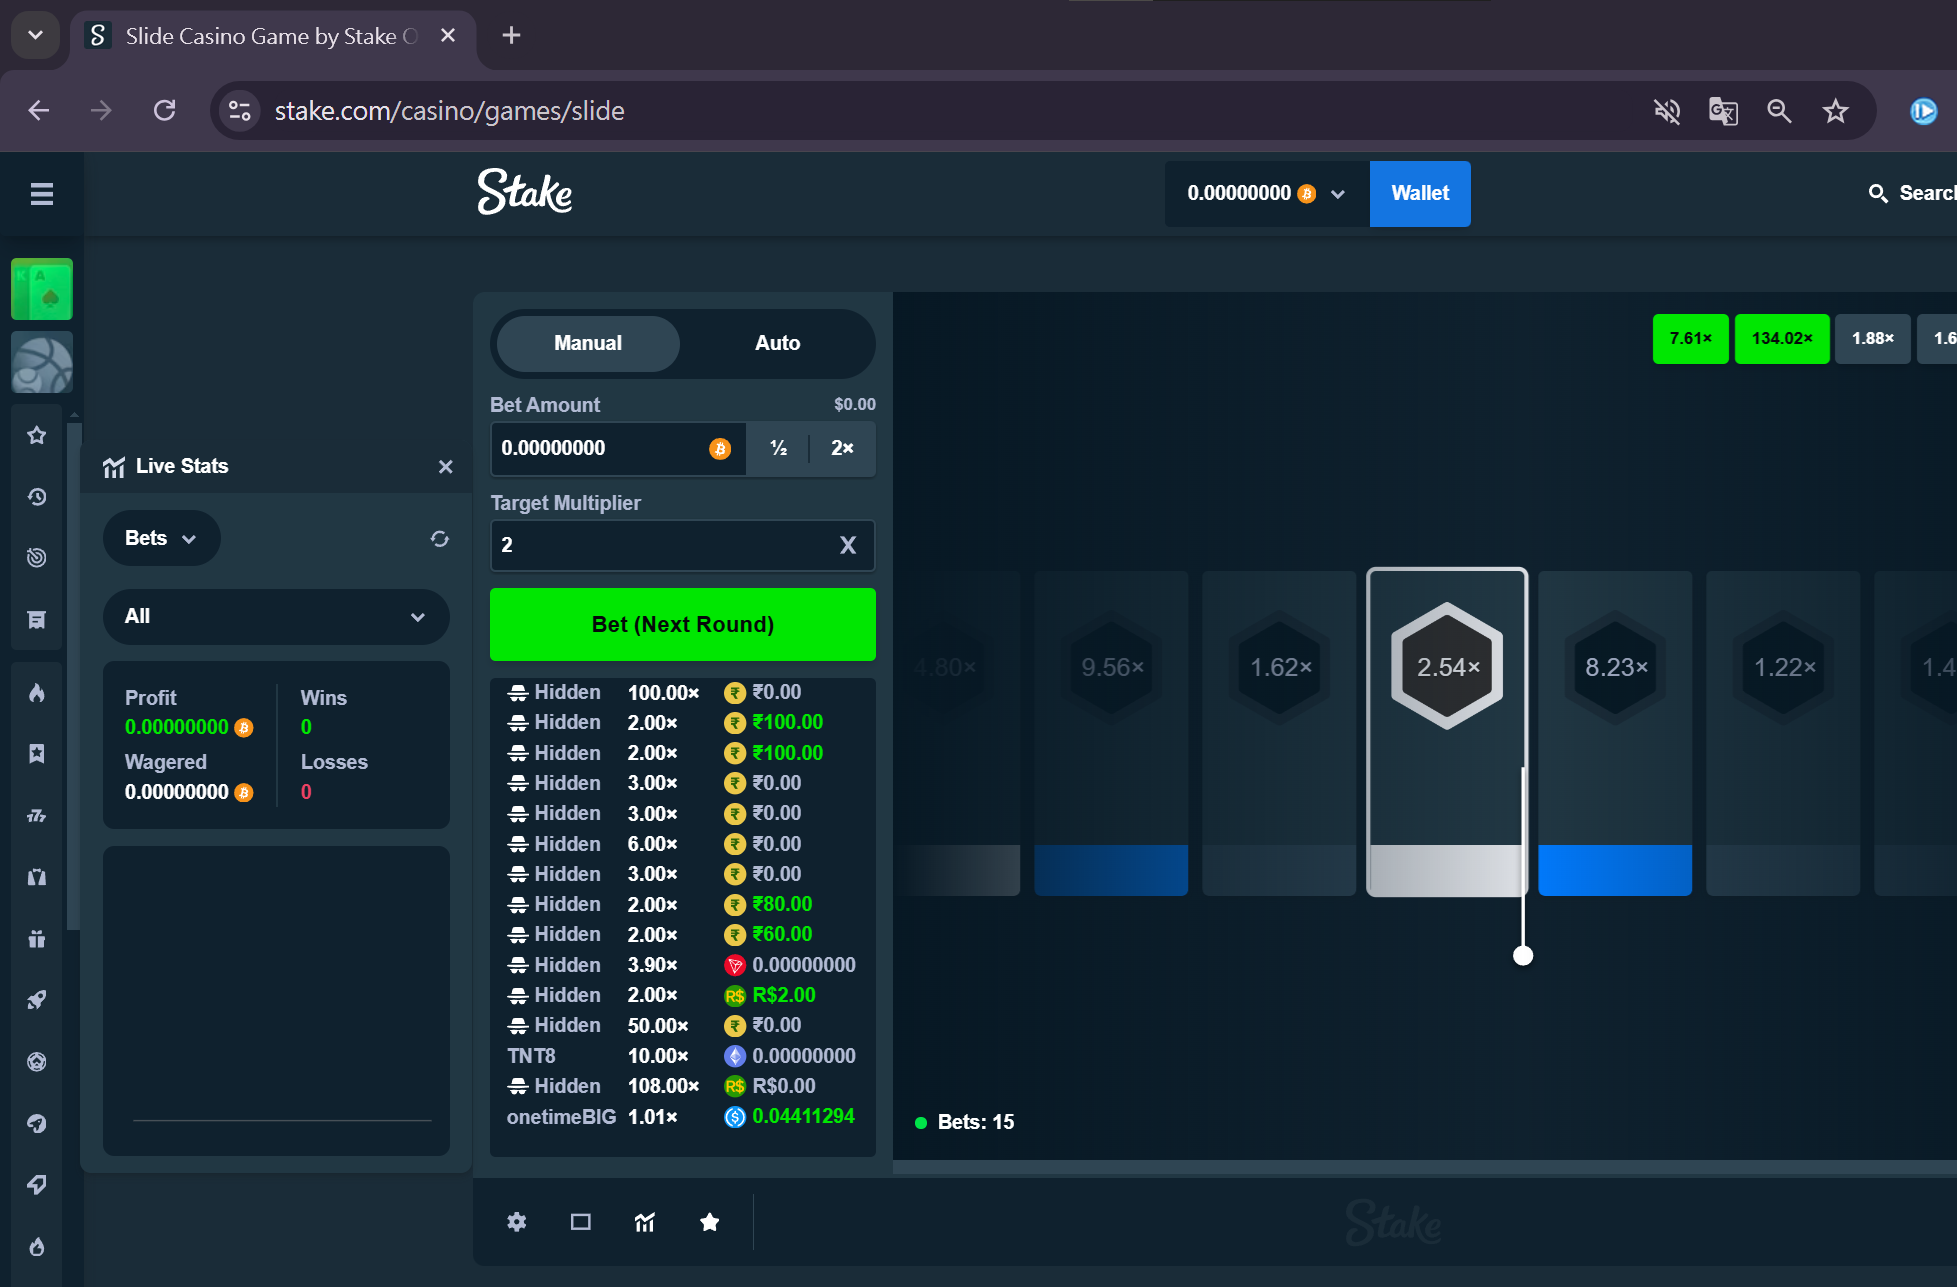 Slide Casino Game by Stake O
stake.com/casino/games/slide
Stake
0.00000000
Wallet
Search
Manual
Auto
Bet Amount
$0.00
0.00000000
½
2×
Target Multiplier
2
X
Bet (Next Round)
Hidden 100.00× ₹0.00
Hidden 2.00× ₹100.00
Hidden 2.00× ₹100.00
Hidden 3.00× ₹0.00
Hidden 3.00× ₹0.00
Hidden 6.00× ₹0.00
Hidden 3.00× ₹0.00
Hidden 2.00× ₹80.00
Hidden 2.00× ₹60.00
Hidden 3.90× 0.00000000
Hidden 2.00× R$ R$2.00
Hidden 50.00× ₹0.00
TNT8 10.00× 0.00000000
Hidden 108.00× R$ R$0.00
onetimeBIG 1.01× 0.04411294
Live Stats
Bets
All
Profit
0.00000000
Wins
0
Wagered
0.00000000
Losses
0
7.61×
134.02×
1.88×
1.6
4.80×
9.56×
1.62×
2.54×
8.23×
1.22×
1.4
Bets: 15
Stake